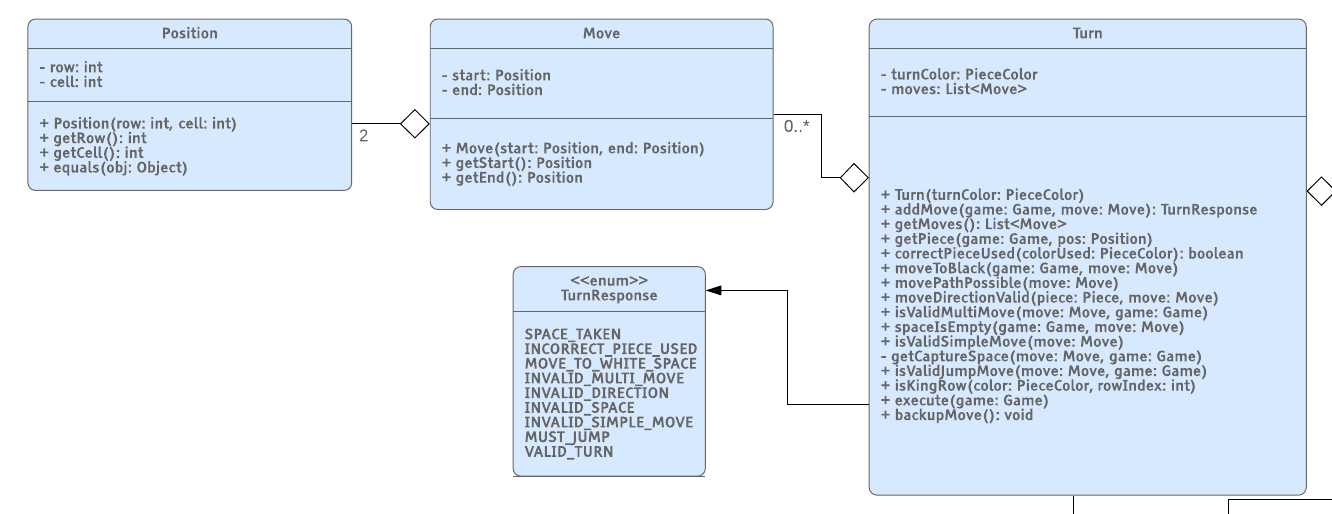 Position
- row: int
- cell: int
+ Position(row: int, cell: int)
+ getRow(): int
+ getCell(): int
+ equals(obj: Object)
2
Move
- start: Position
- end: Position
+ Move(start: Position, end: Position)
+ getStart(): Position
+ getEnd(): Position
0..*
Turn
- turnColor: PieceColor
- moves: List<Move>
+ Turn(turnColor: PieceColor)
+ addMove(game: Game, move: Move): TurnResponse
+ getMoves(): List<Move>
+ getPiece(game: Game, pos: Position)
+ correctPieceUsed(colorUsed: PieceColor): boolean
+ moveToBlack(game: Game, move: Move)
+ movePathPossible(move: Move)
+ moveDirectionValid(piece: Piece, move: Move)
+ isValidMultiMove(move: Move, game: Game)
+ spaceIsEmpty(game: Game, move: Move)
+ isValidSimpleMove(move: Move)
- getCaptureSpace(move: Move, game: Game)
+ isValidJumpMove(move: Move, game: Game)
+ isKingRow(color: PieceColor, rowIndex: int)
+ execute(game: Game)
+ backupMove(): void
<<enum>>
TurnResponse
SPACE_TAKEN
INCORRECT_PIECE_USED
MOVE_TO_WHITE_SPACE
INVALID_MULTI_MOVE
INVALID_DIRECTION
INVALID_SPACE
INVALID_SIMPLE_MOVE
MUST_JUMP
VALID_TURN